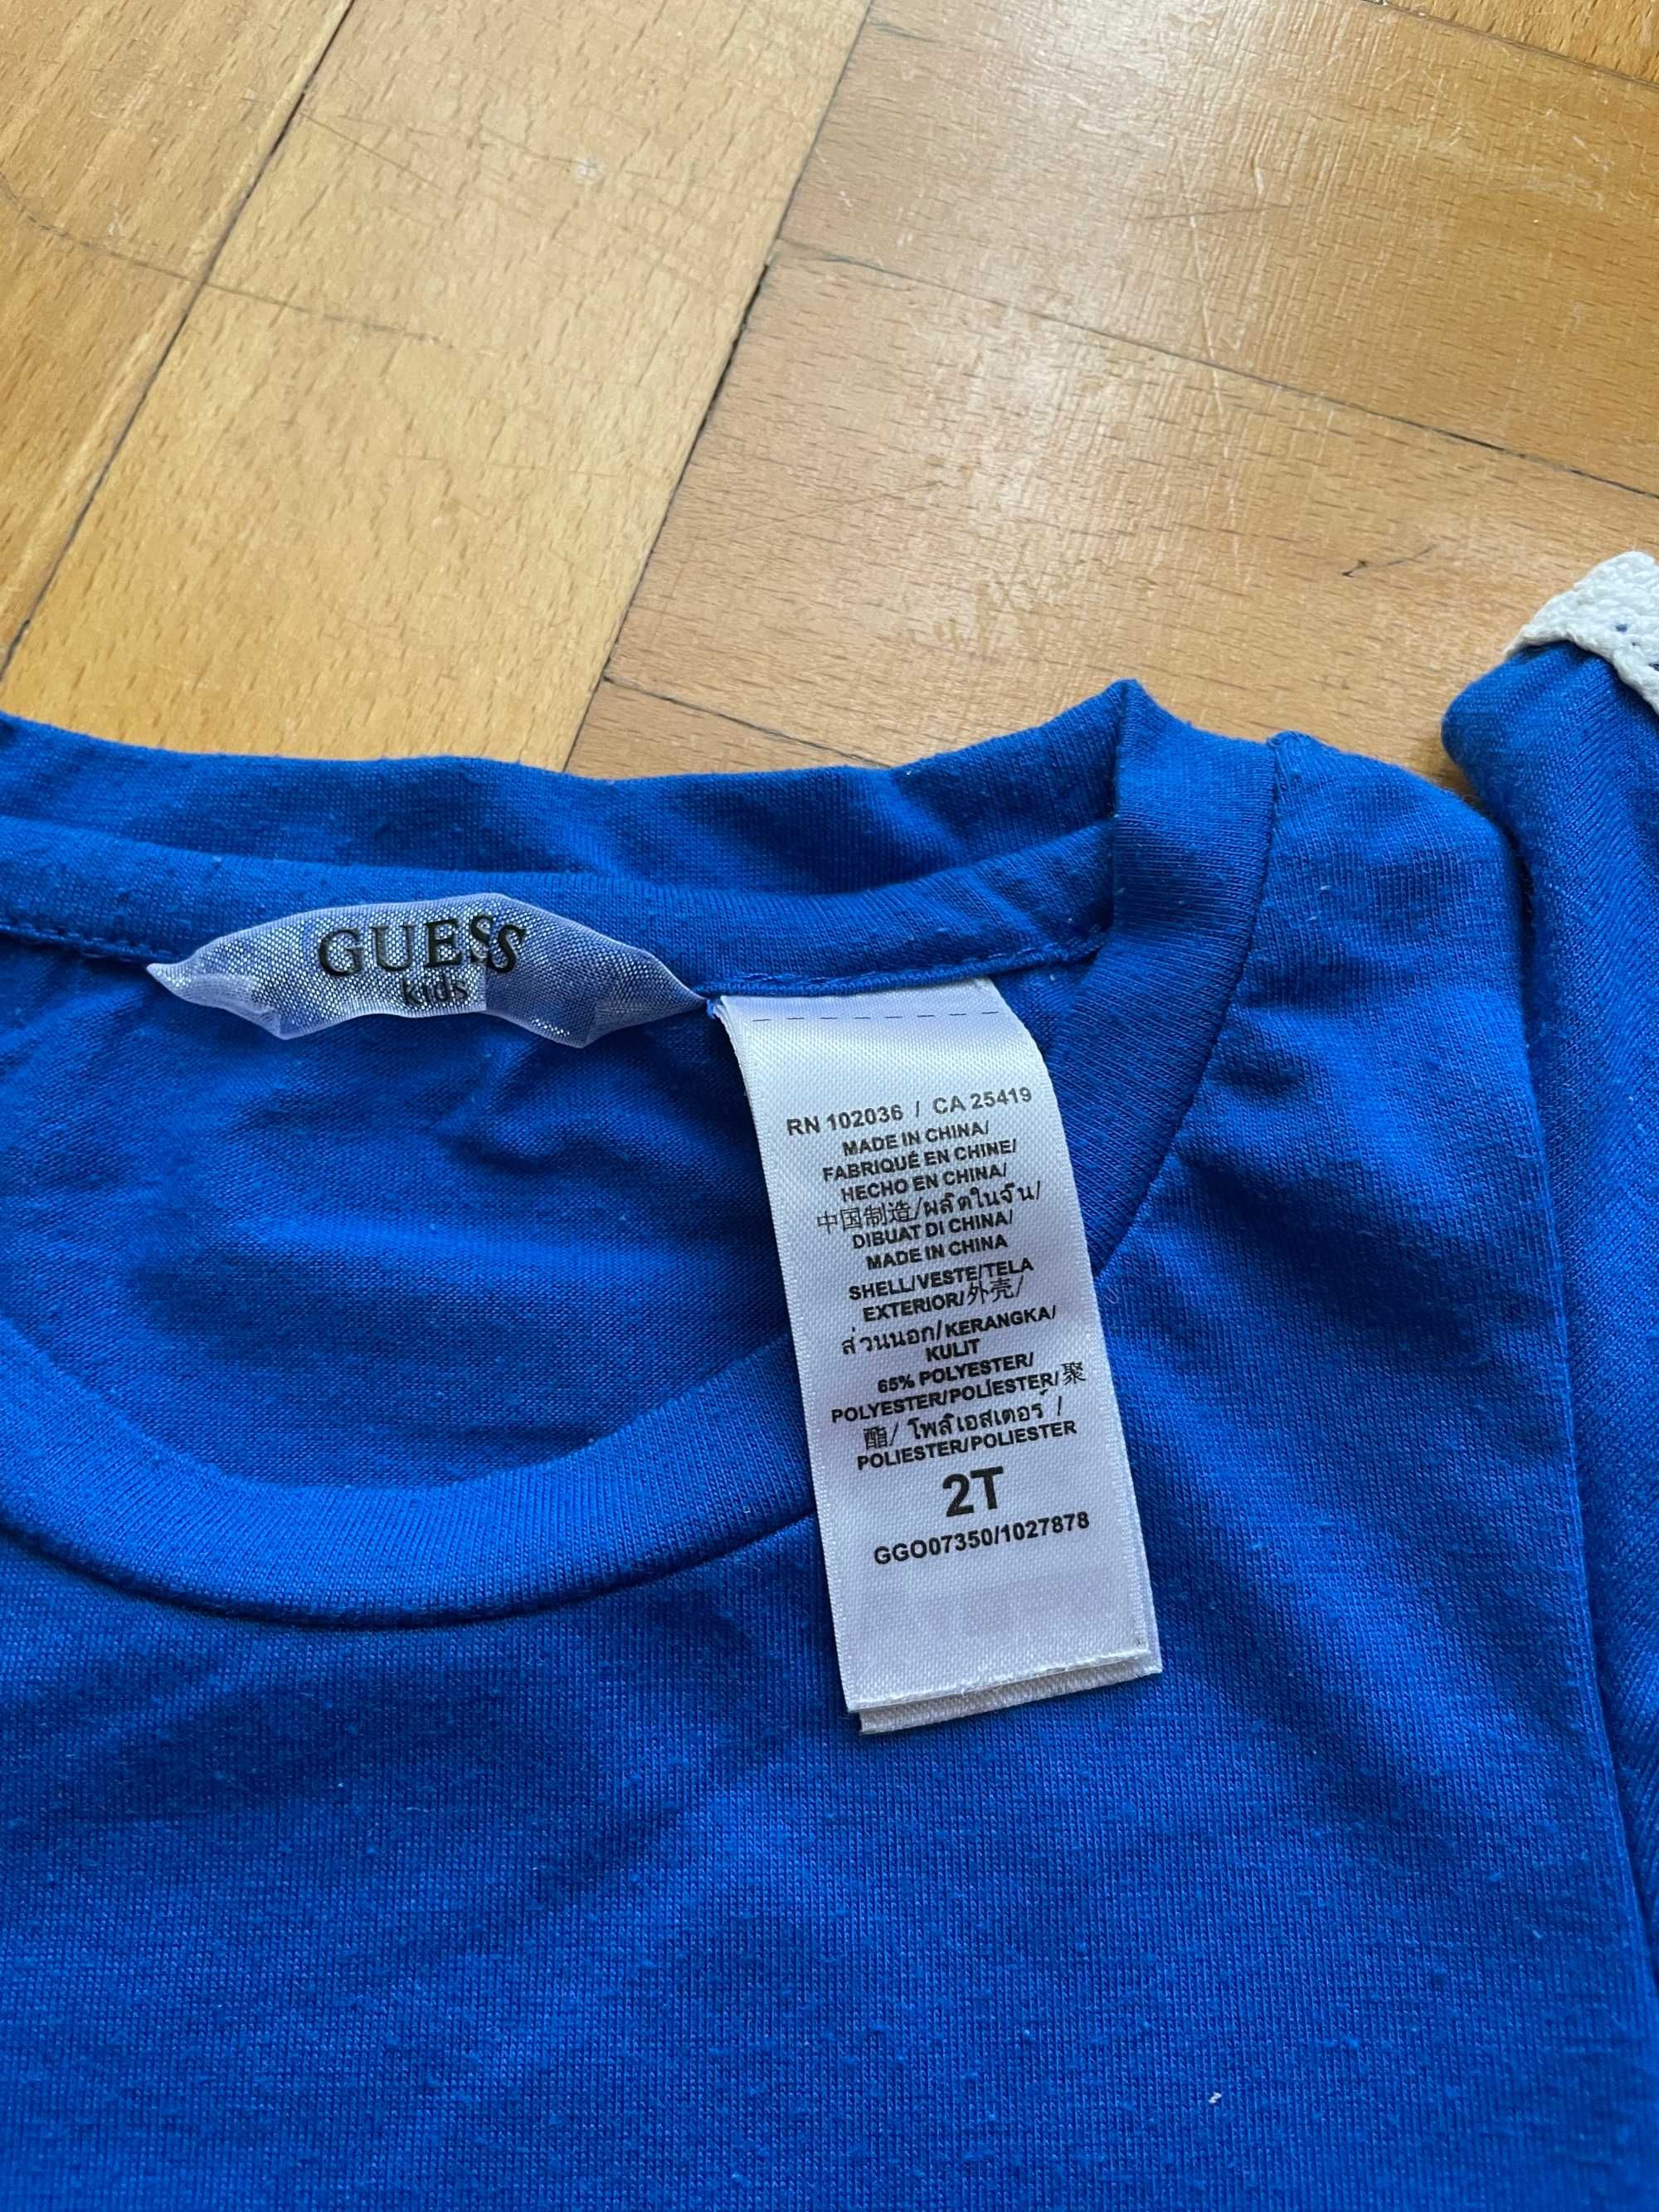 GUESS
kids
RN 102036 / CA 25419
MADE IN CHINA/
FABRIQUÉ EN CHINE/
HECHO EN CHINA/
中国制造/ผลิตในจีน/
DIBUAT DI CHINA/
MADE IN CHINA
SHELL/VESTE/TELA
EXTERIOR/外壳/
ส่วนนอก/KERANGKA/
KULIT
65% POLYESTER/
POLYESTER/POLIESTER/聚
酯/ โพลีเอสเตอร์ /
POLIESTER/POLIESTER
2T
GGO07350/1027878